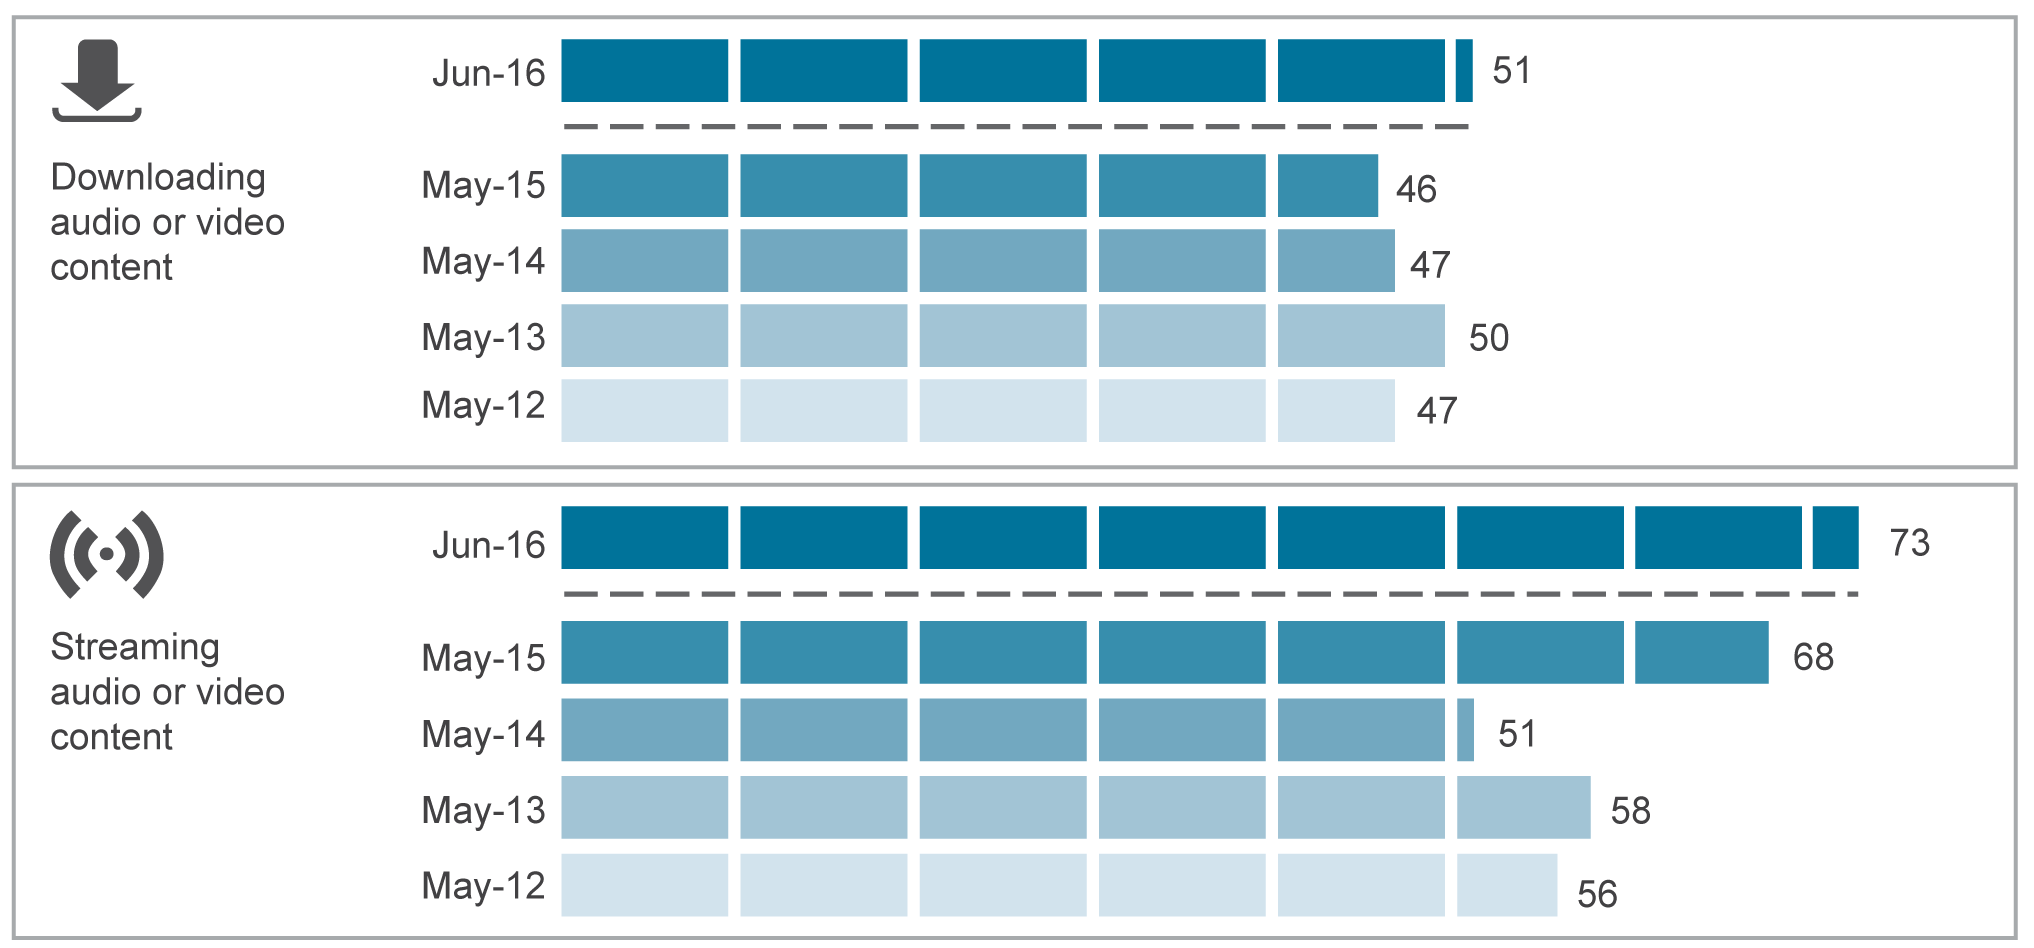 Jun-16 51
Downloading
audio or video
content
May-15 46
May-14 47
May-13 50
May-12 47
Jun-16 73
Streaming
audio or video
content
May-15 68
May-14 51
May-13 58
May-12 56